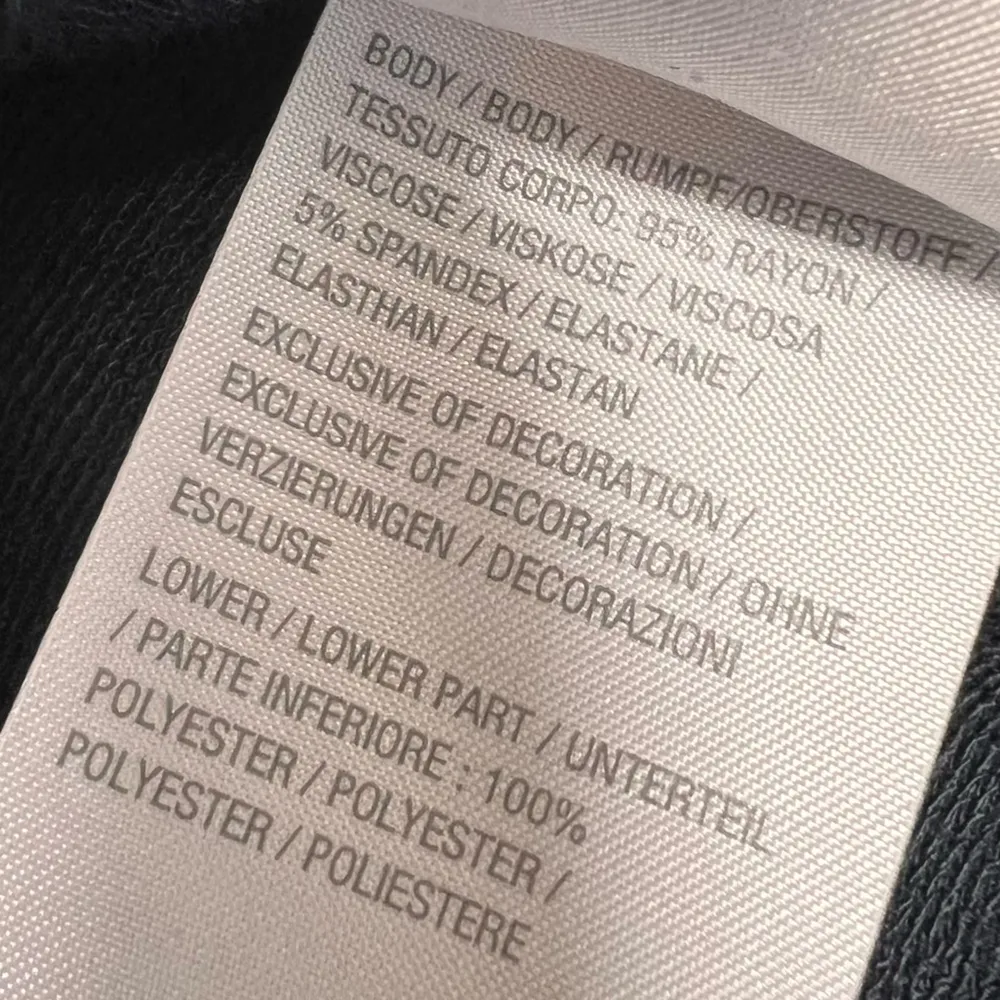 BODY / BODY / RUMPF/OBERSTOFF /
TESSUTO CORPO: 95% RAYON /
VISCOSE / VISKOSE / VISCOSA
5% SPANDEX / ELASTANE /
ELASTHAN / ELASTAN
EXCLUSIVE OF DECORATION /
EXCLUSIVE OF DECORATION / OHNE
VERZIERUNGEN / DECORAZIONI
ESCLUSE
LOWER / LOWER PART / UNTERTEIL
/ PARTE INFERIORE : 100%
POLYESTER / POLYESTER /
POLYESTER / POLIESTERE